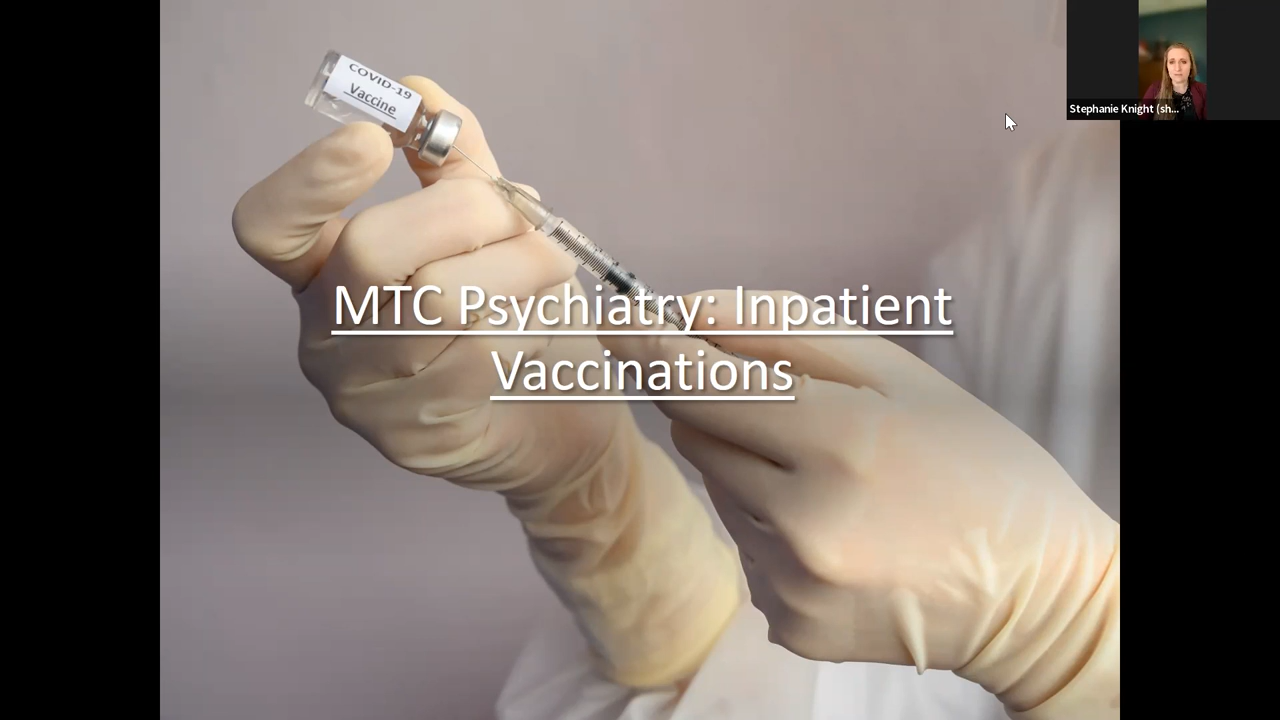 COVID-19
Vaccine
Stephanie Knight (sh...
MTC Psychiatry: Inpatient
Vaccinations